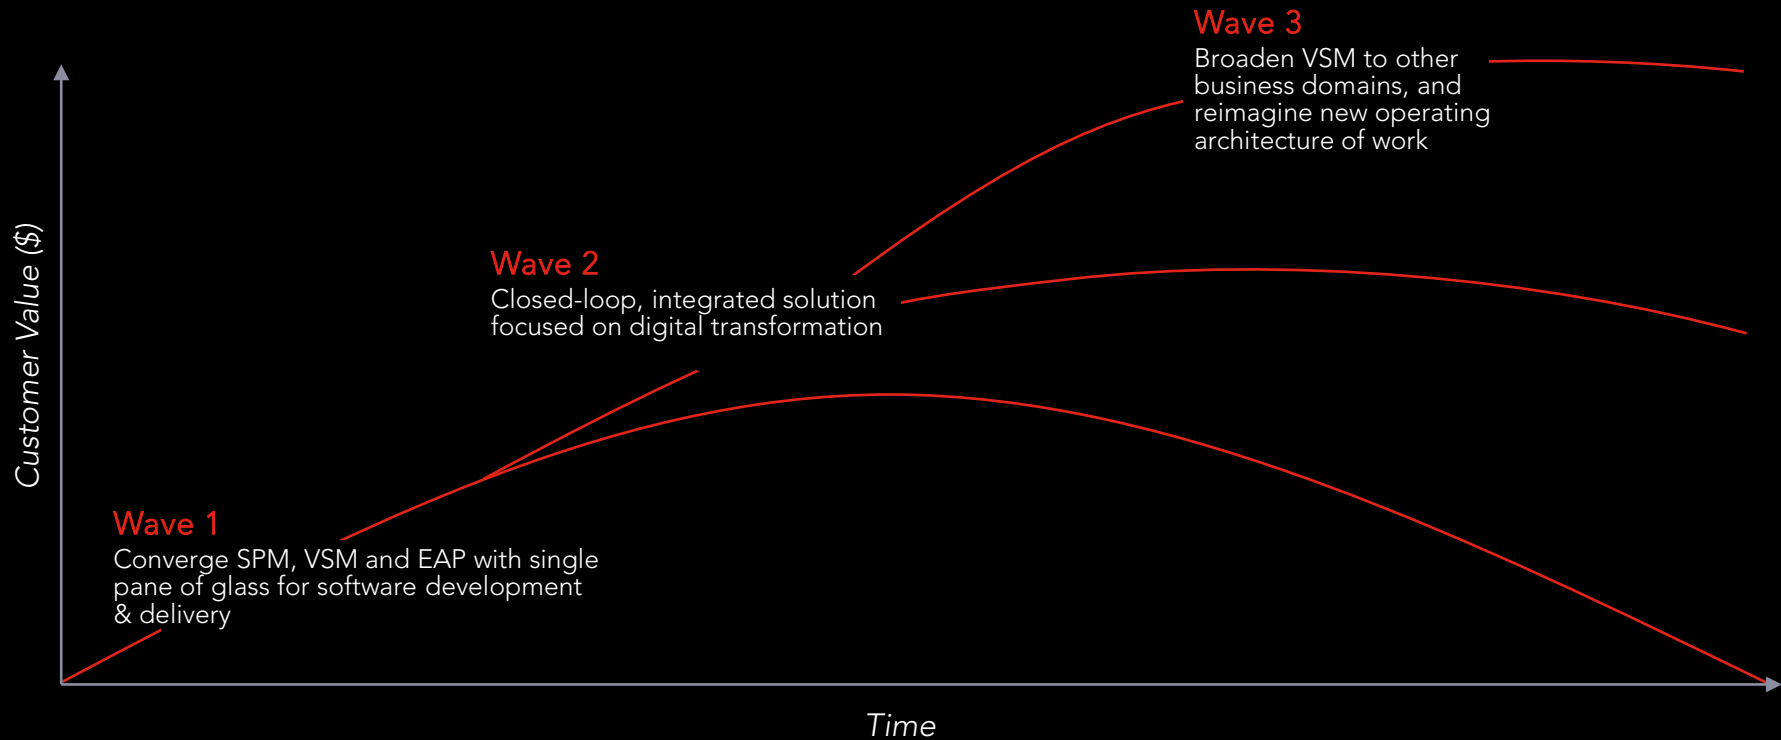 Wave 3
Broaden VSM to other
business domains, and
reimagine new operating
architecture of work
Customer Value ($)
Wave 2
Closed-loop, integrated solution
focused on digital transformation
Wave 1
Converge SPM, VSM and EAP with single
pane of glass for software development
& delivery
Time